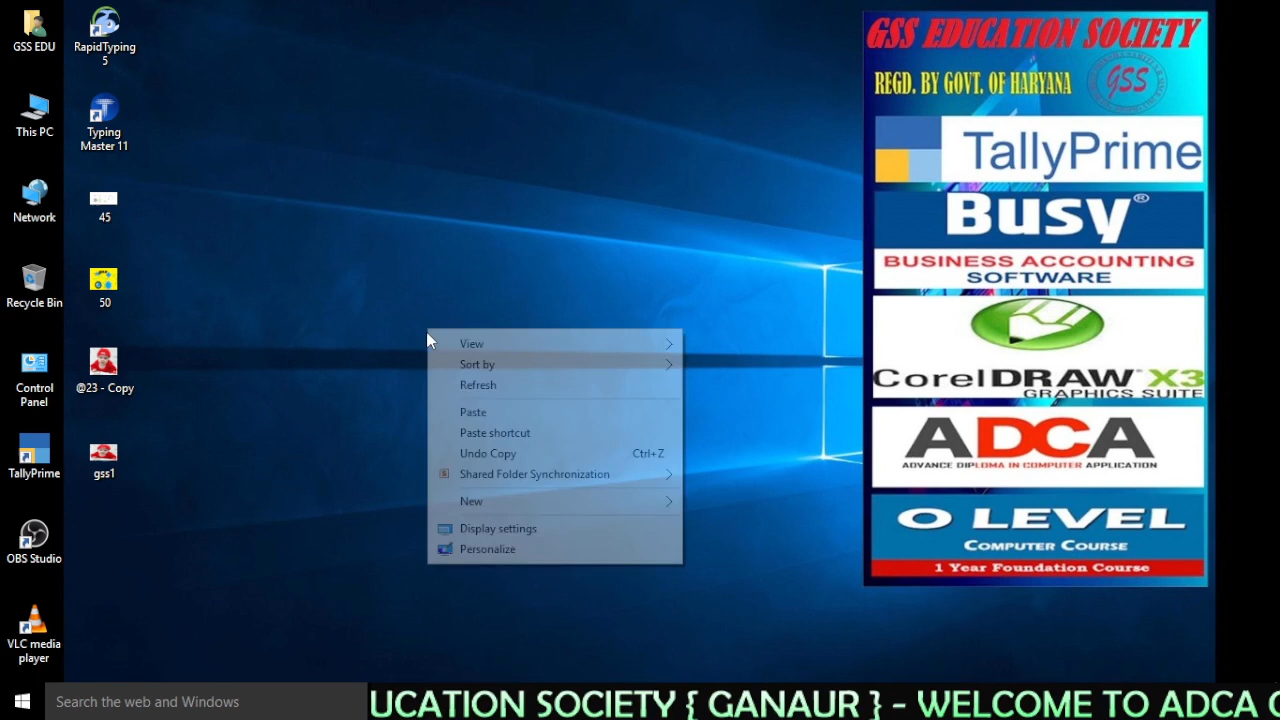 GSS EDU
This PC
Network
Recycle Bin
Control
Panel
TallyPrime
OBS Studio
VLC media
player
RapidTyping
5
Typing
Master 11
45
50
@23 - Copy
gss1
View
Sort by
Refresh
Paste
Paste shortcut
Undo Copy Ctrl+Z
Shared Folder Synchronization
New
Display settings
Personalize
GSS EDUCATION SOCIETY
REGD. BY GOVT. OF HARYANA
GSS
TallyPrime
Busy®
BUSINESS ACCOUNTING
SOFTWARE
CorelDRAW X3
GRAPHICS SUITE
ADCA
ADVANCE DIPLOMA IN COMPUTER APPLICATION
O LEVEL
COMPUTER COURSE
1 Year Foundation Course
Search the web and Windows
UCATION SOCIETY { GANAUR } - WELCOME TO ADCA